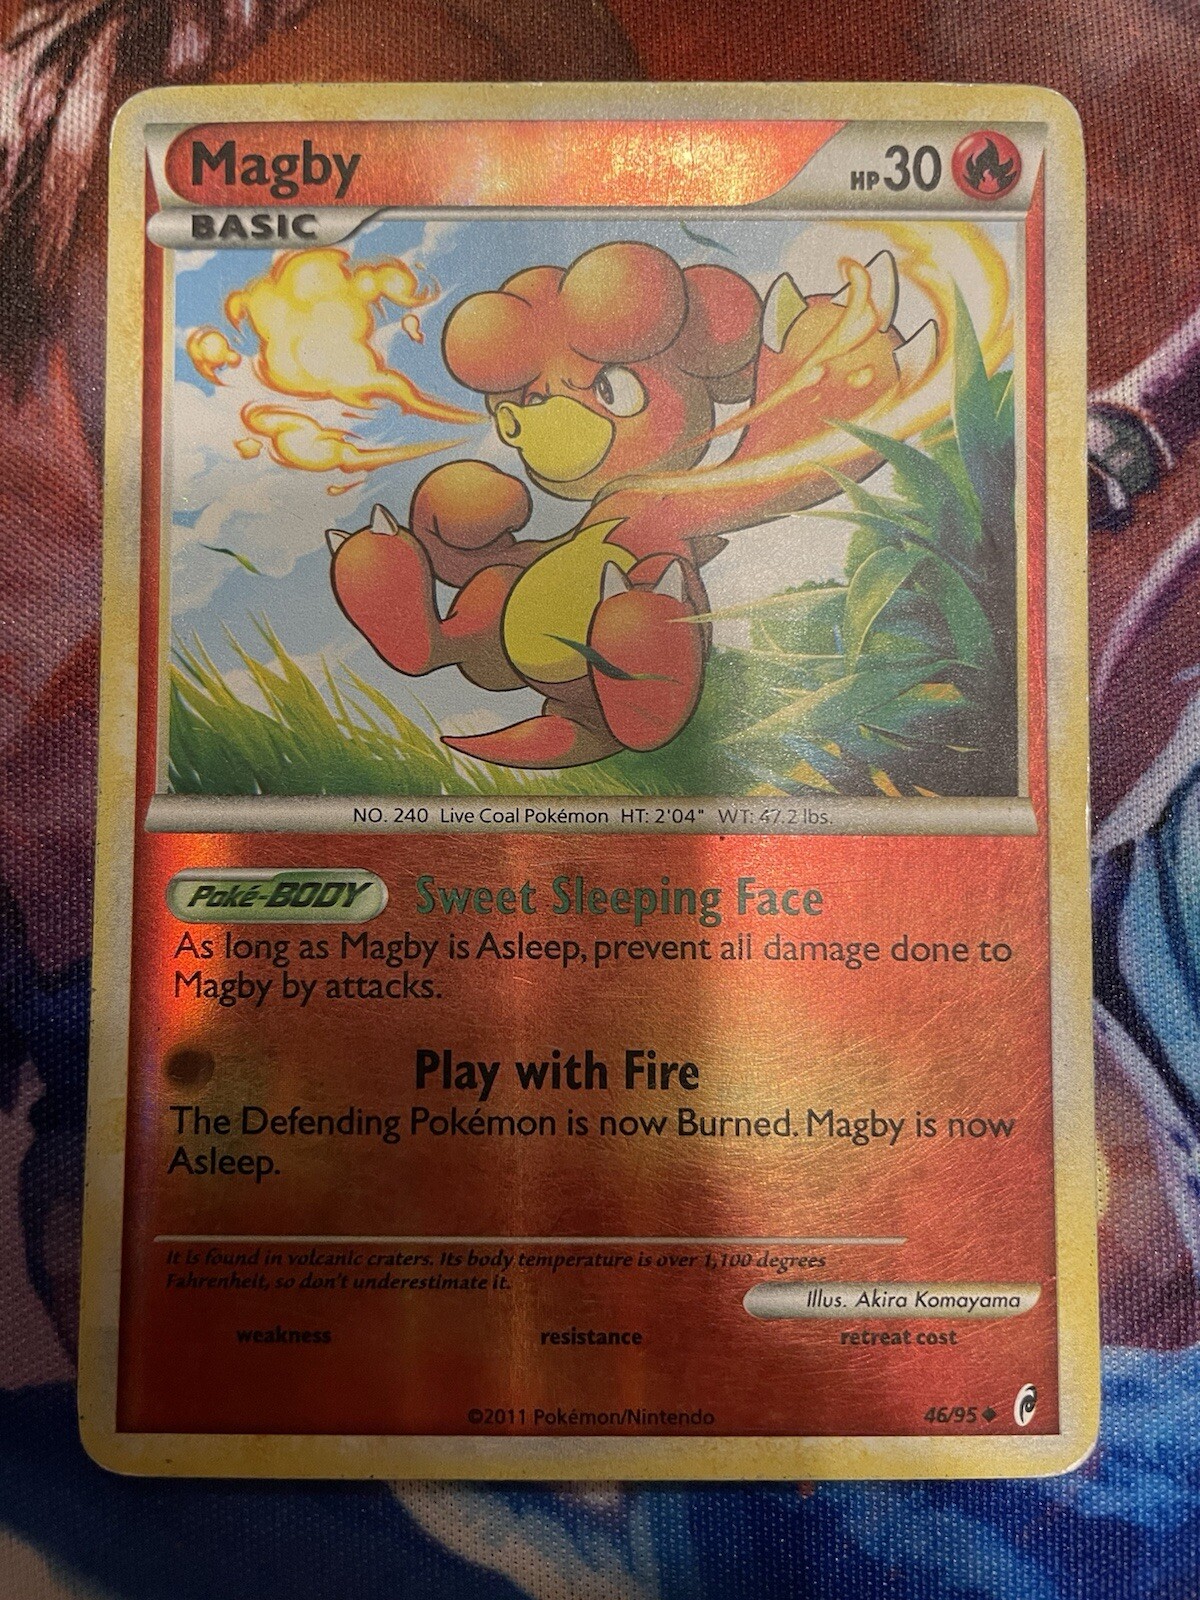 Magby
HP 30
BASIC
NO. 240 Live Coal Pokémon HT: 2'04" WT: 47.2 lbs.
Poké-BODY Sweet Sleeping Face
As long as Magby is Asleep, prevent all damage done to
Magby by attacks.
Play with Fire
The Defending Pokémon is now Burned. Magby is now
Asleep.
It is found in volcanic craters. Its body temperature is over 1,100 degrees
Fahrenheit, so don't underestimate it.
Illus. Akira Komayama
weakness resistance retreat cost
©2011 Pokémon/Nintendo 46/95